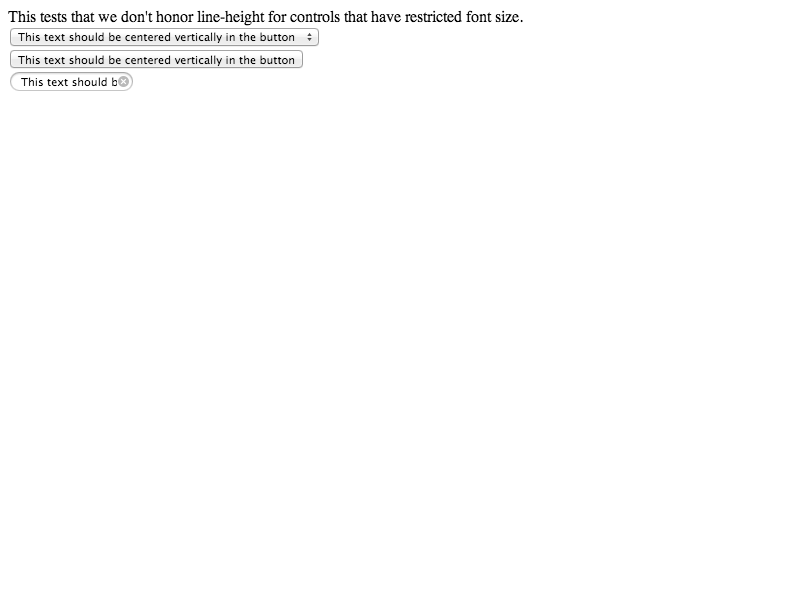 This tests that we don't honor line-height for controls that have restricted font size.
This text should be centered vertically in the button
This text should be centered vertically in the button
This text should b